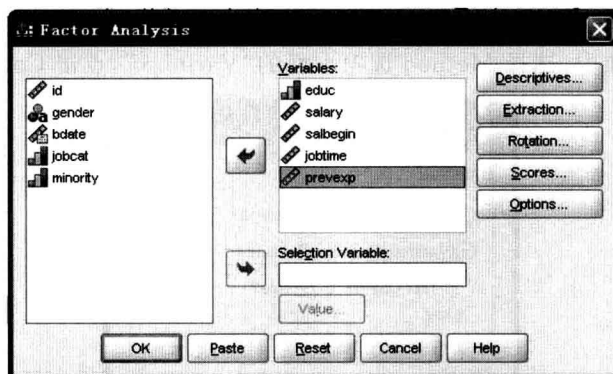 Factor Analysis
id
gender
bdate
jobcat
minority
Variables:
educ
salary
salbegin
jobtime
prevexp
Selection Variable:
Value...
Descriptives...
Extraction...
Rotation...
Scores...
Options...
OK
Paste
Reset
Cancel
Help